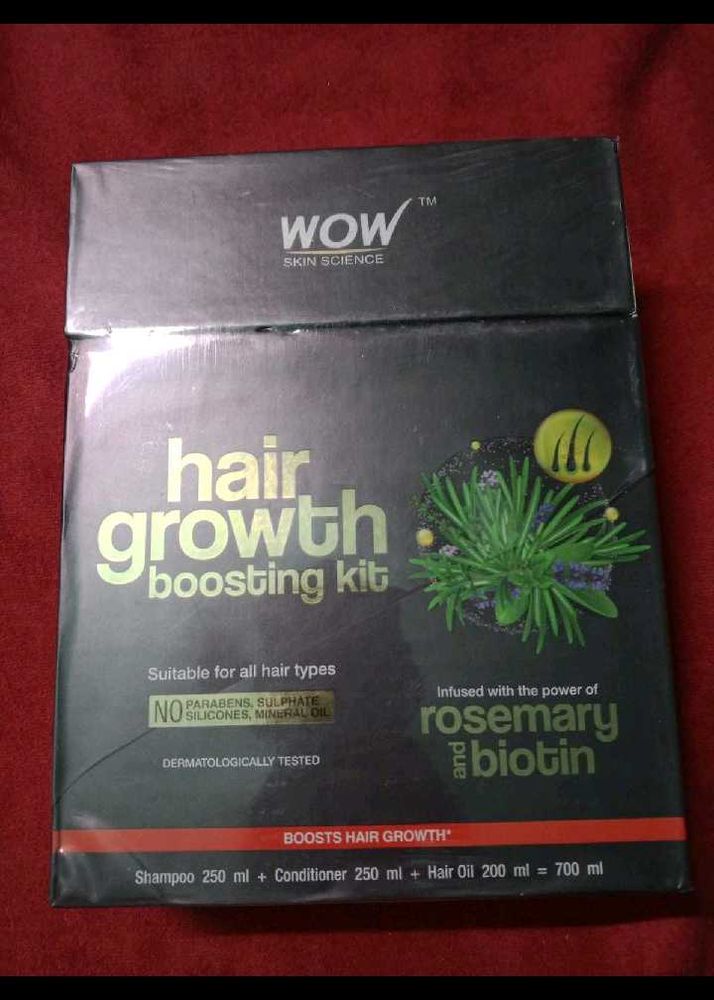 WOW™
SKIN SCIENCE
hair
growth
boosting kit
Suitable for all hair types
NO PARABENS, SULPHATE
SILICONES, MINERAL OIL
DERMATOLOGICALLY TESTED
Infused with the power of
rosemary
and biotin
BOOSTS HAIR GROWTH*
Shampoo 250 ml + Conditioner 250 ml + Hair Oil 200 ml = 700 ml